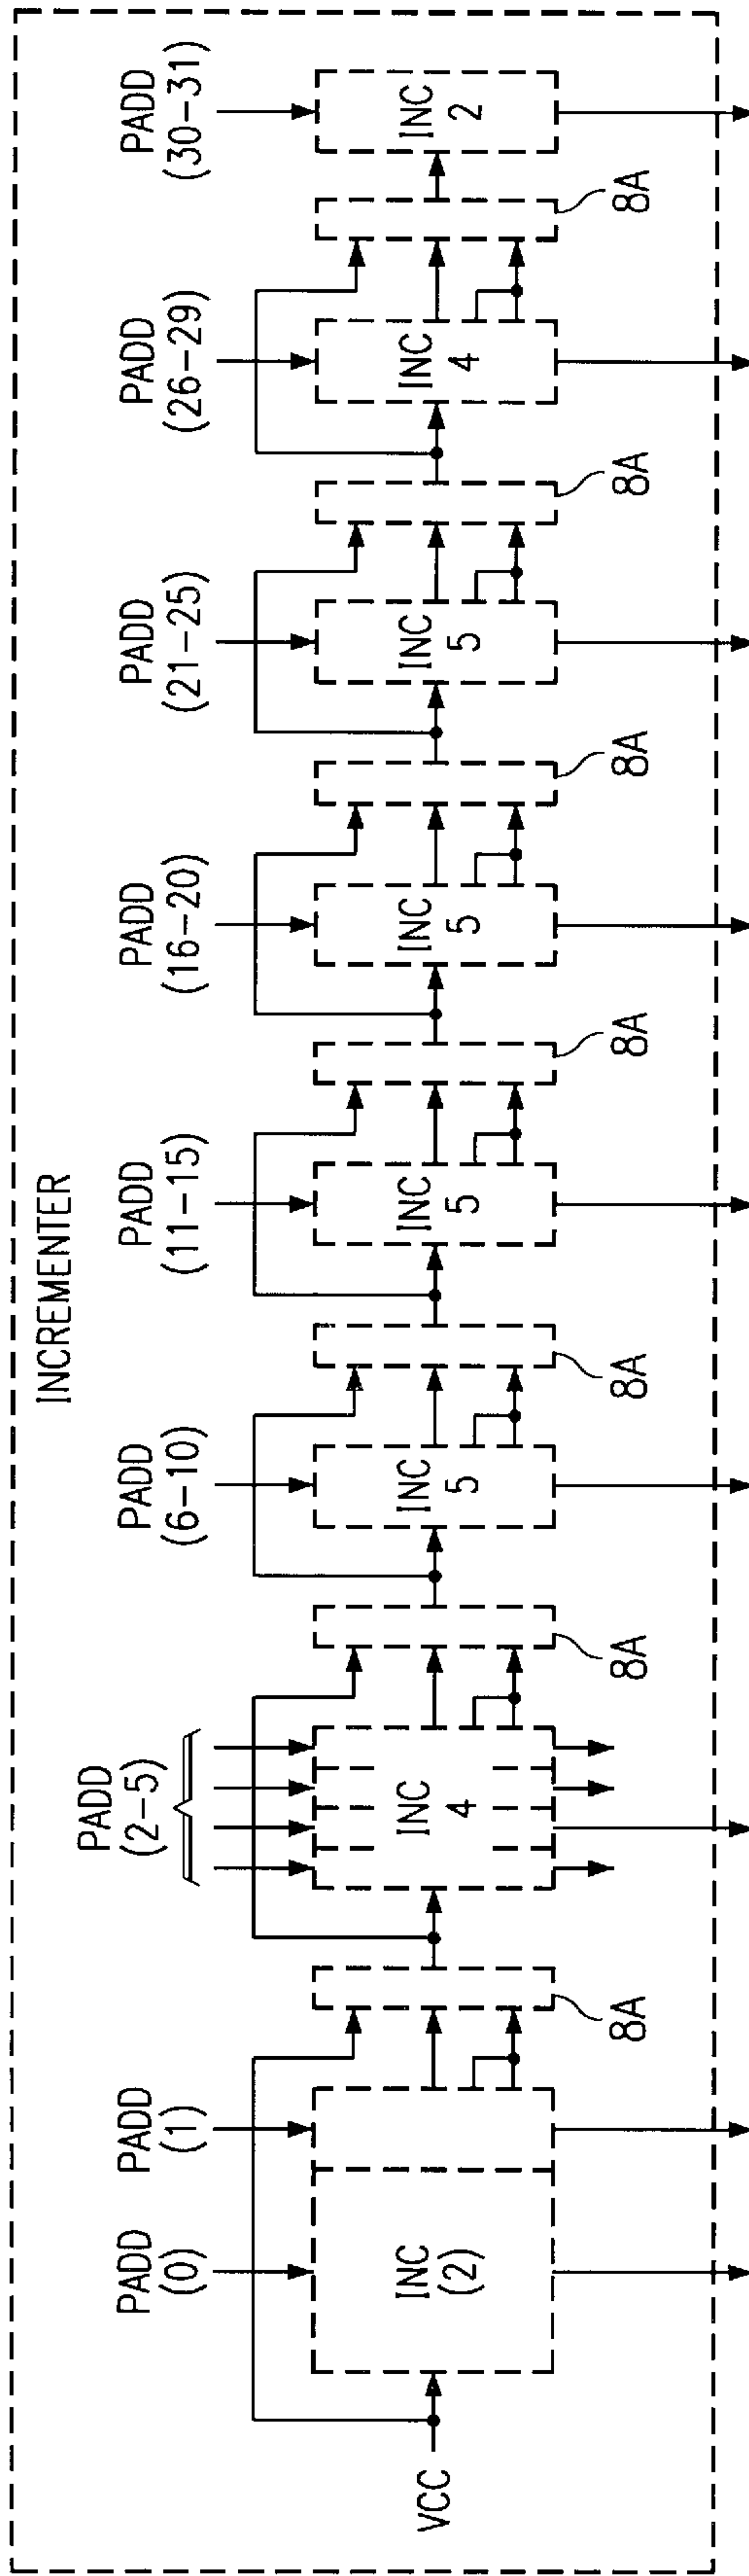 INCREMENTER
PADD
(0)
PADD
(1)
PADD
(2-5)
PADD
(6-10)
PADD
(11-15)
PADD
(16-20)
PADD
(21-25)
PADD
(26-29)
PADD
(30-31)
VCC
INC
(2)
INC
4
INC
5
INC
5
INC
5
INC
5
INC
4
INC
2
8A
8A
8A
8A
8A
8A
8A